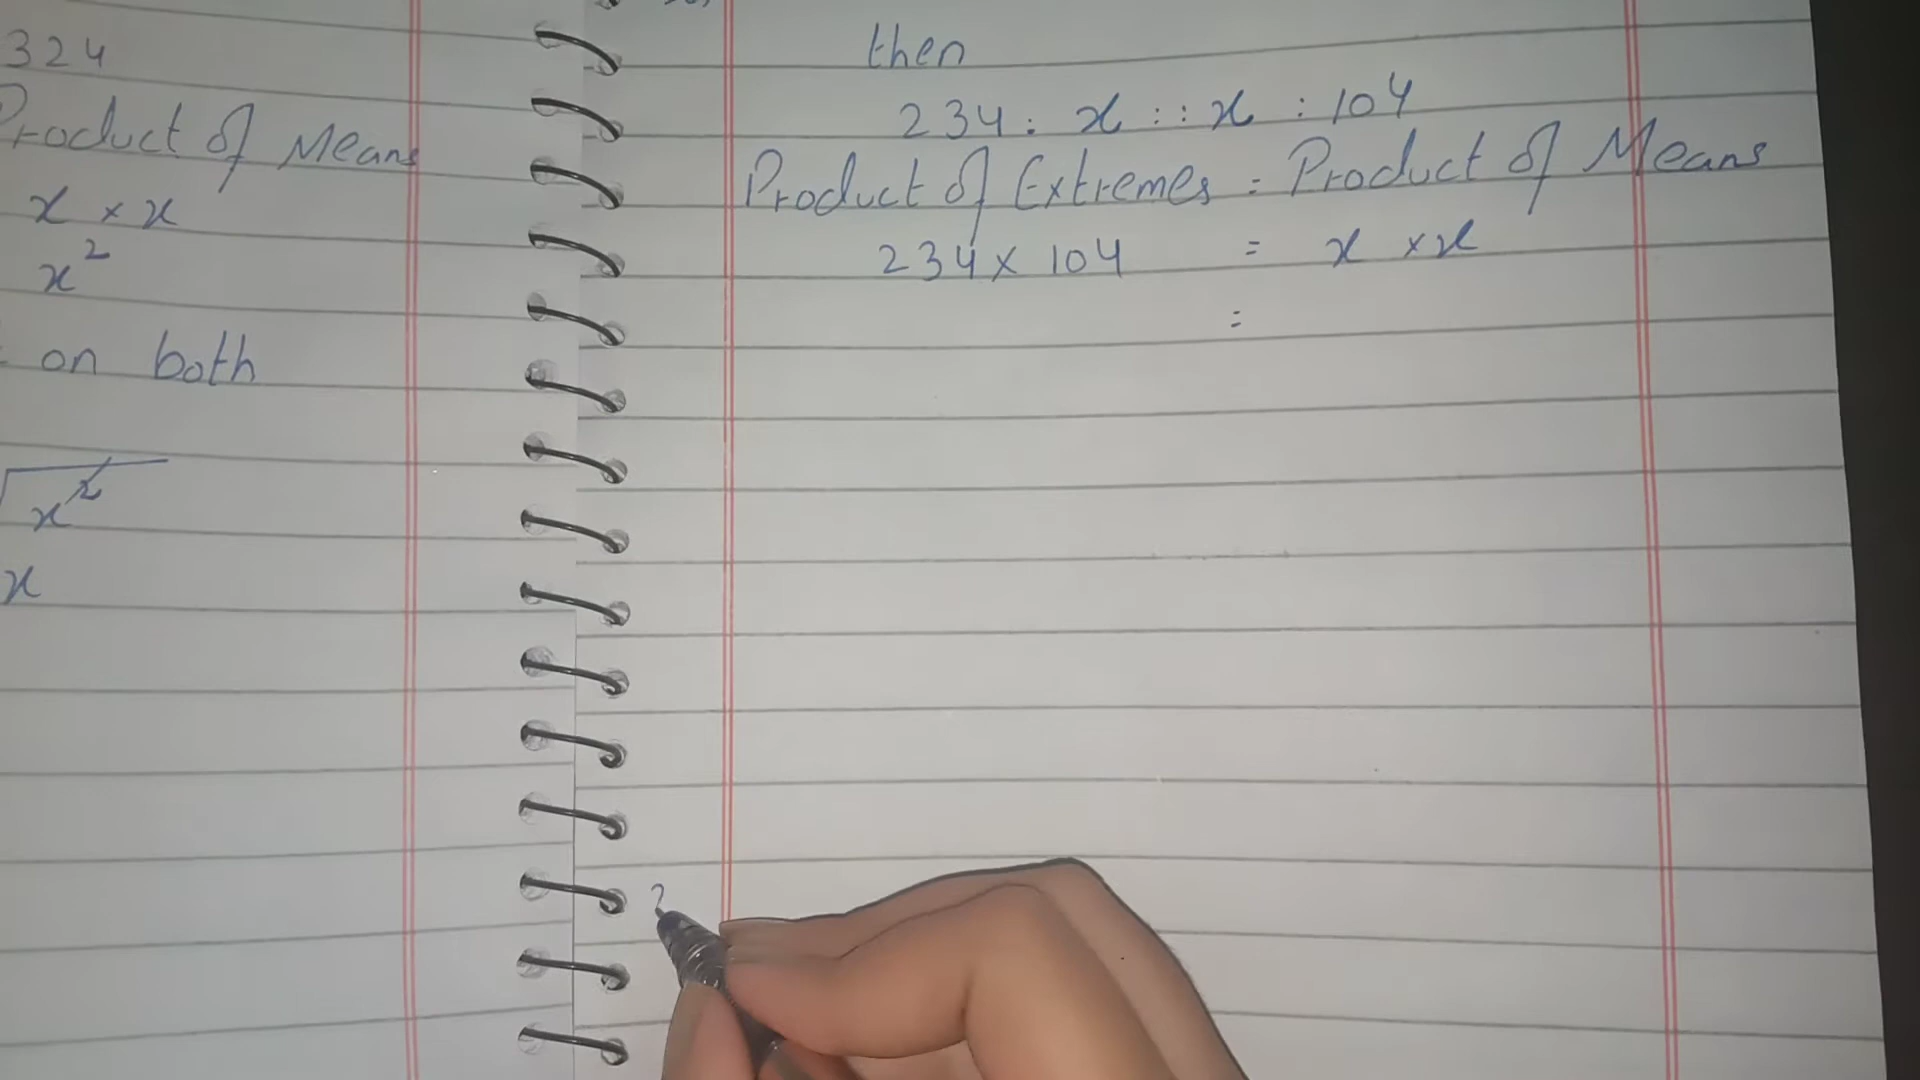 324
Product of Means
x × x
x²
on both
√x²
x
then
234 : x :: x : 104
Product of Extremes = Product of Means
234 × 104 = x × x
=
2